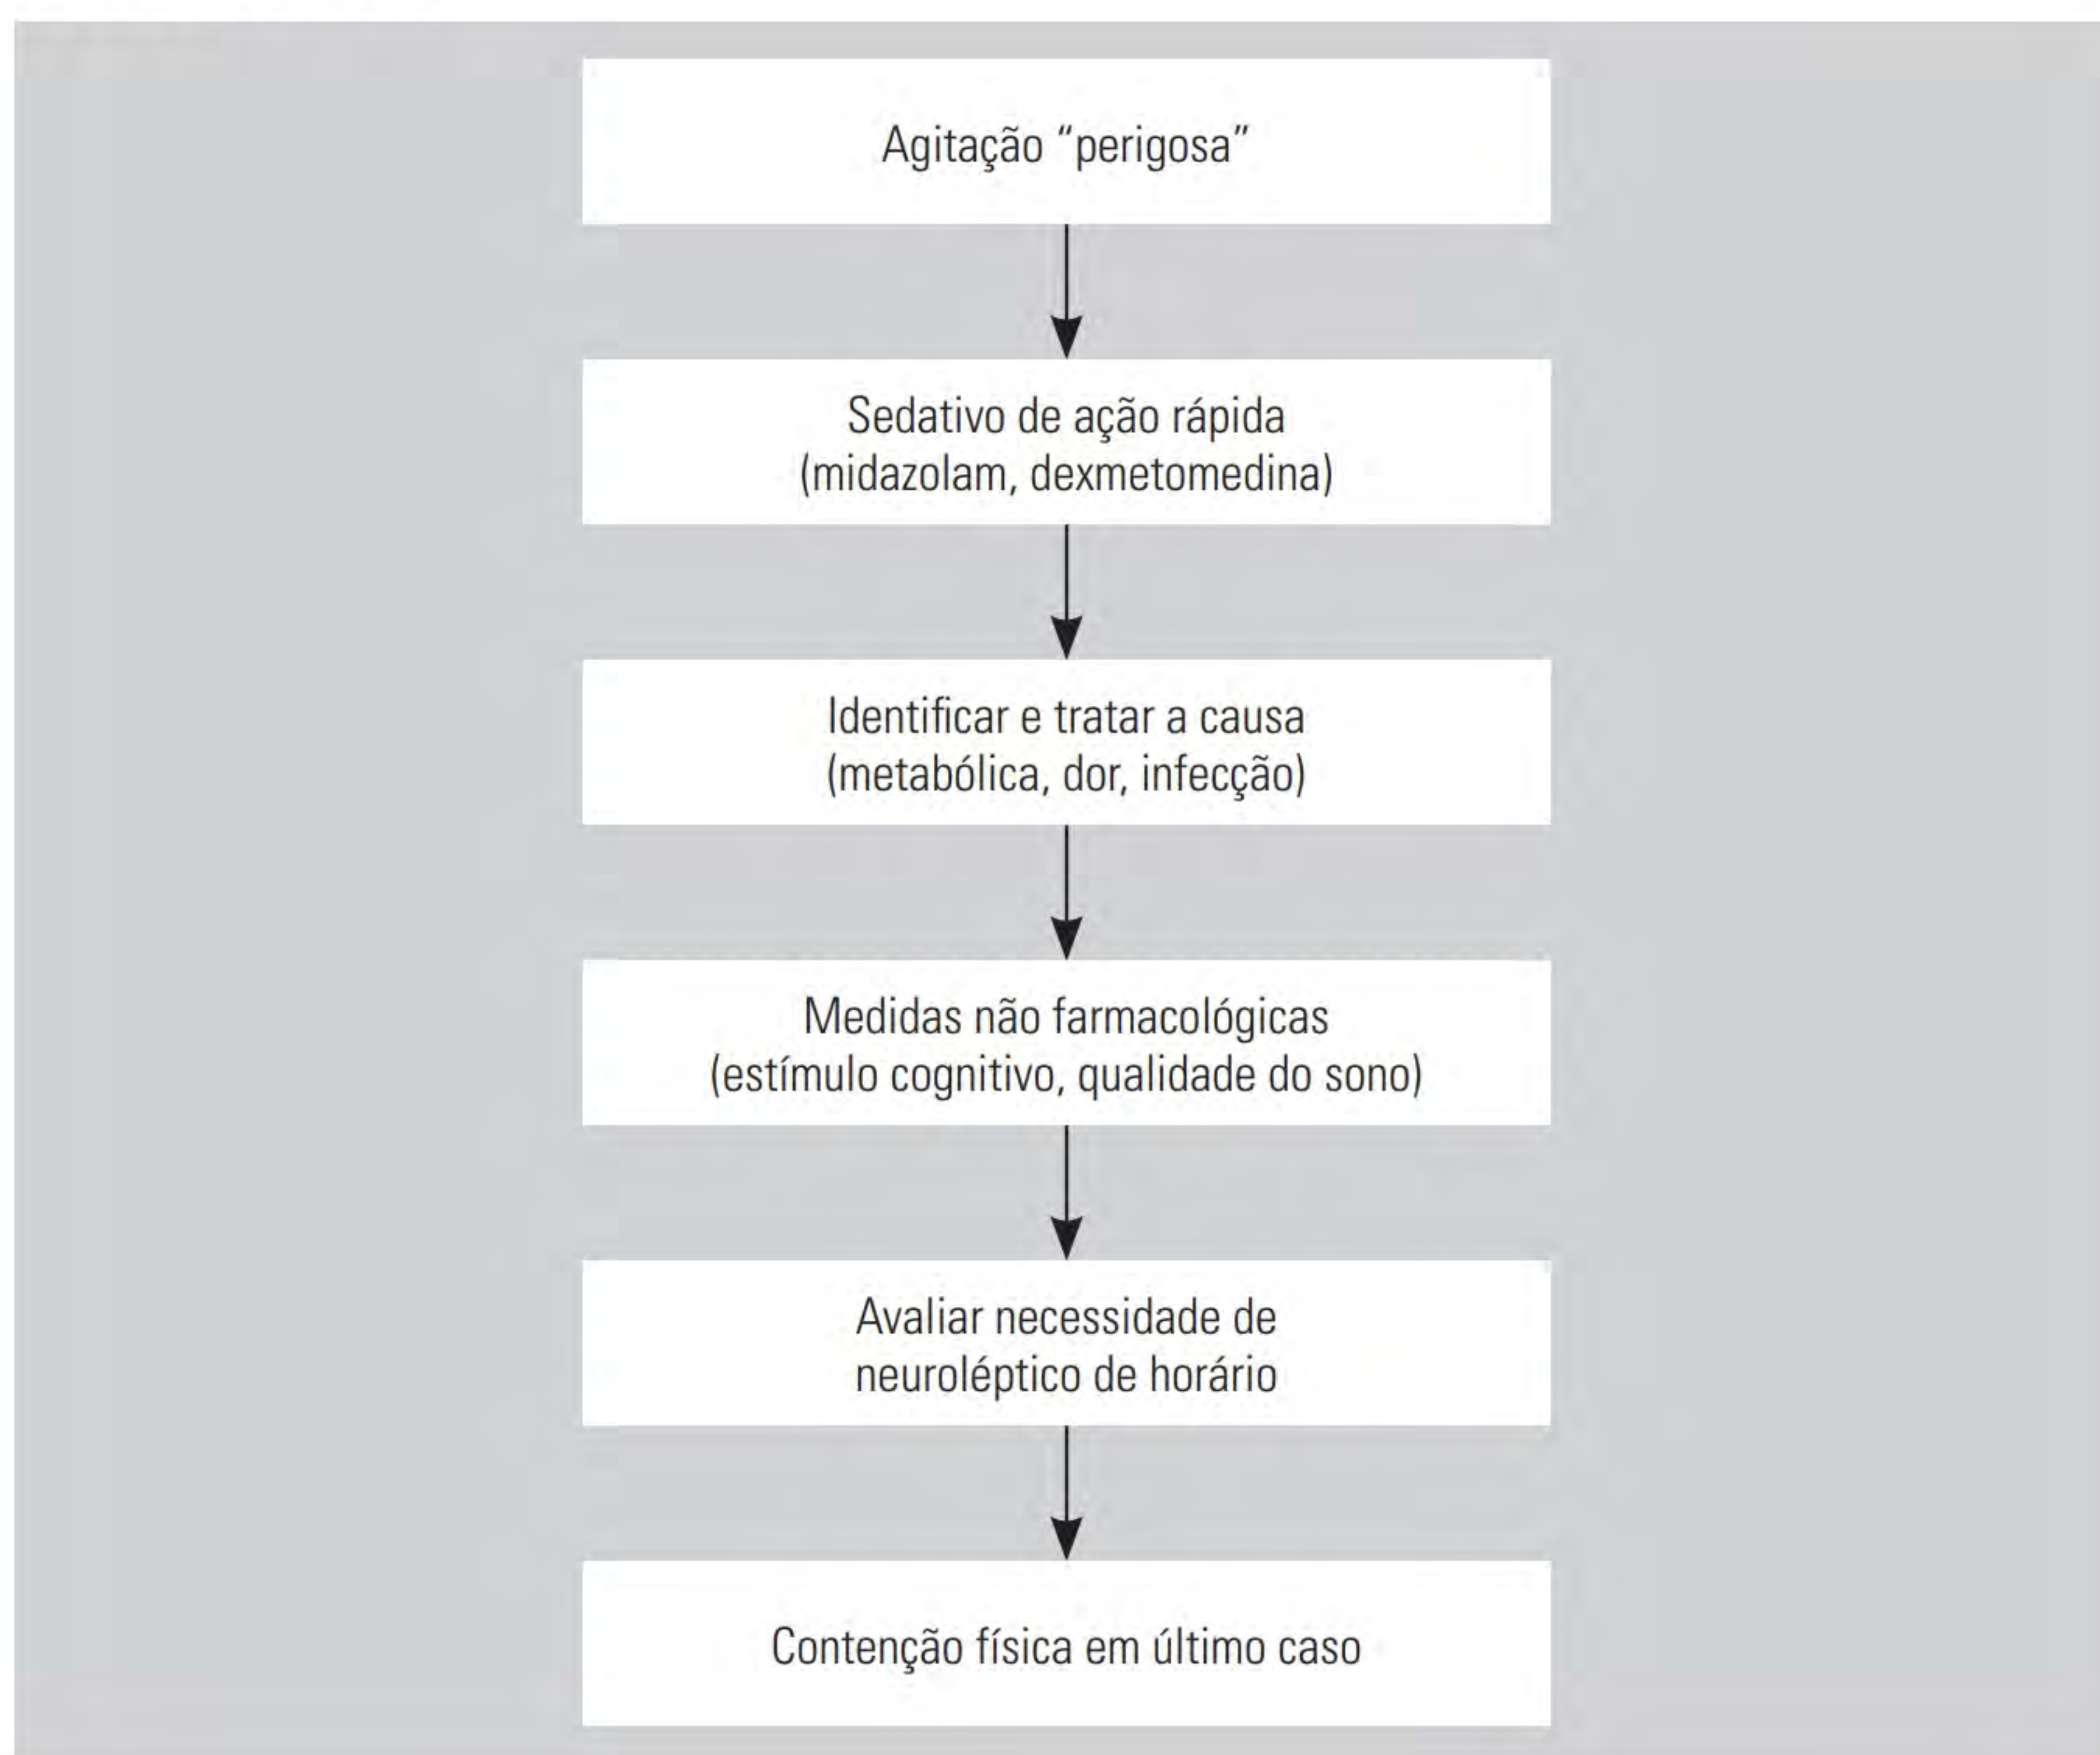 Agitação “perigosa”
Sedativo de ação rápida
(midazolam, dexmetomedina)
Identificar e tratar a causa
(metabólica, dor, infecção)
Medidas não farmacológicas
(estímulo cognitivo, qualidade do sono)
Avaliar necessidade de
neuroléptico de horário
Contenção física em último caso